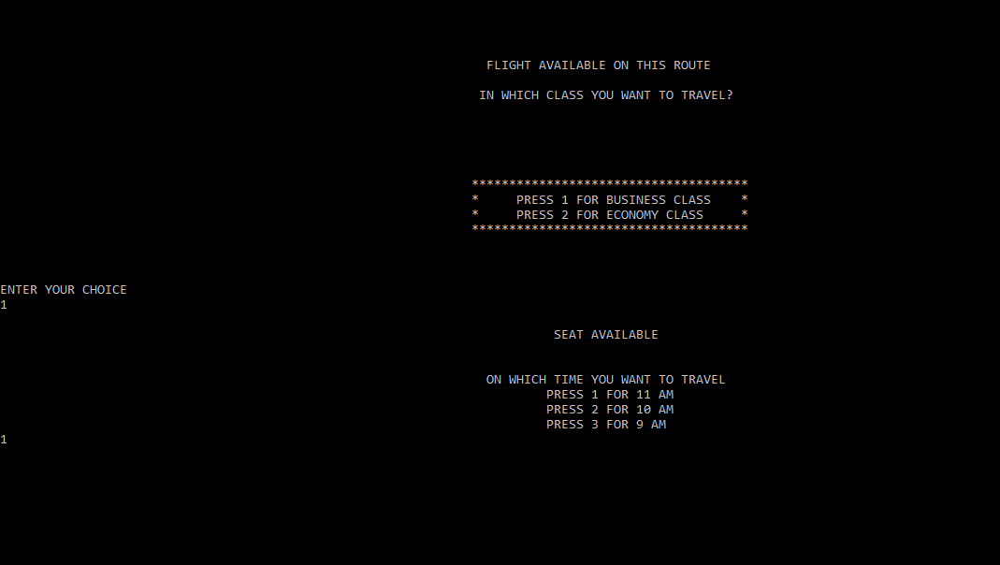 FLIGHT AVAILABLE ON THIS ROUTE
IN WHICH CLASS YOU WANT TO TRAVEL?
*************************************
*     PRESS 1 FOR BUSINESS CLASS    *
*     PRESS 2 FOR ECONOMY CLASS     *
*************************************
ENTER YOUR CHOICE
1
SEAT AVAILABLE
ON WHICH TIME YOU WANT TO TRAVEL
PRESS 1 FOR 11 AM
PRESS 2 FOR 10 AM
PRESS 3 FOR 9 AM
1